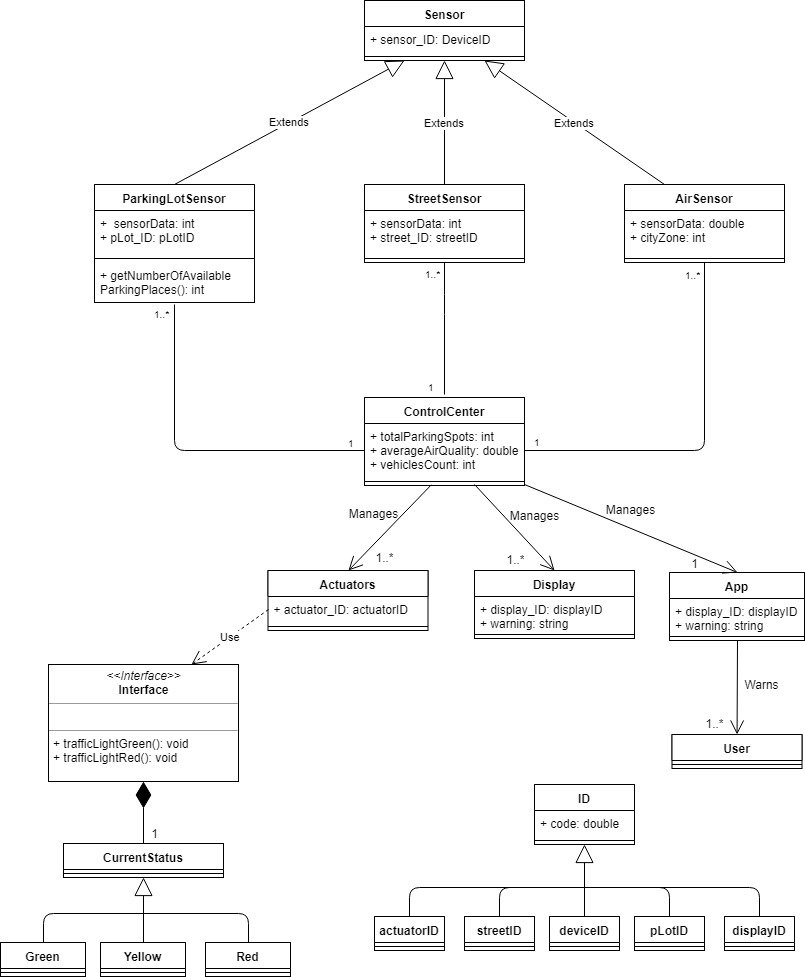 Sensor
+ sensor_ID: DeviceID
Extends
Extends
Extends
ParkingLotSensor
+  sensorData: int
+ pLot_ID: pLotID
+ getNumberOfAvailable
ParkingPlaces(): int
StreetSensor
+ sensorData: int
+ street_ID: streetID
AirSensor
+ sensorData: double
+ cityZone: int
1..*
1..*
1..*
1
1
1
ControlCenter
+ totalParkingSpots: int
+ averageAirQuality: double
+ vehiclesCount: int
Manages
Manages
Manages
1..*
1..*
1
Actuators
+ actuator_ID: actuatorID
Display
+ display_ID: displayID
+ warning: string
App
+ display_ID: displayID
+ warning: string
Use
<<Interface>>
Interface
+ trafficLightGreen(): void
+ trafficLightRed(): void
Warns
1..*
User
1
CurrentStatus
Green
Yellow
Red
ID
+ code: double
actuatorID
streetID
deviceID
pLotID
displayID